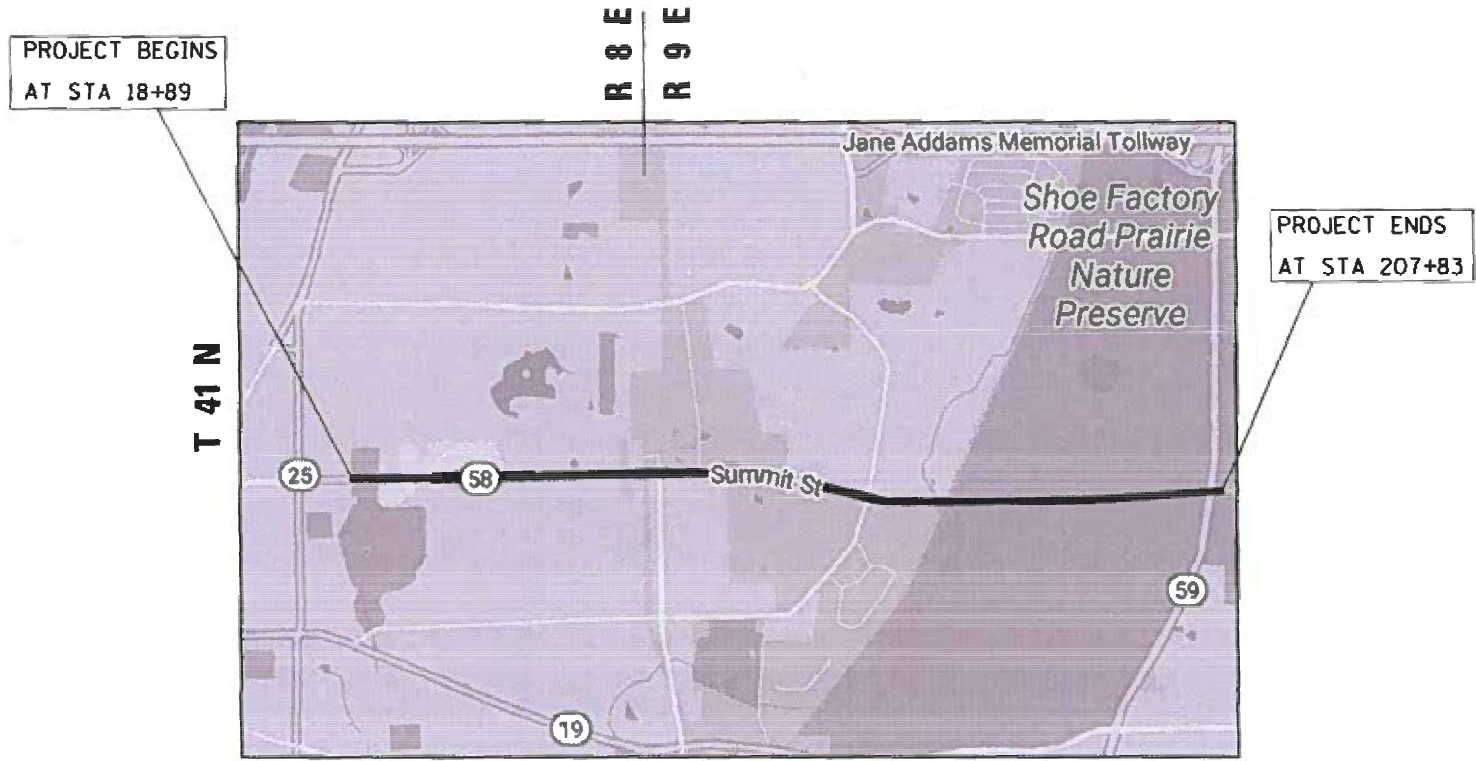 R 8 E
R 9 E
PROJECT BEGINS
AT STA 18+89
Jane Addams Memorial Tollway
Shoe Factory
Road Prairie
Nature
Preserve
PROJECT ENDS
AT STA 207+83
T 41 N
25
58
Summit St
59
19